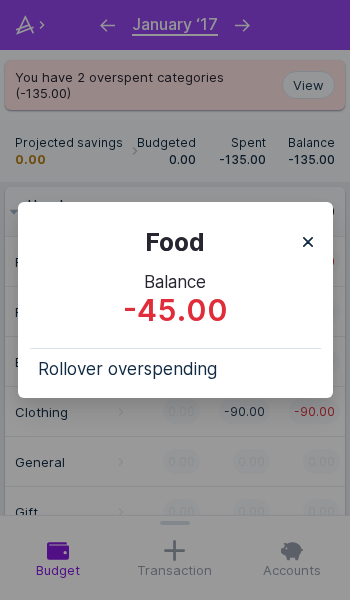 January ‘17
You have 2 overspent categories
(-135.00)
View
Projected savings
Budgeted
Spent
Balance
0.00
0.00
-135.00
-135.00
Food
Balance
-45.00
Rollover overspending
Clothing
0.00
-90.00
-90.00
General
0.00
0.00
0.00
Gift
0.00
0.00
0.00
Budget
Transaction
Accounts